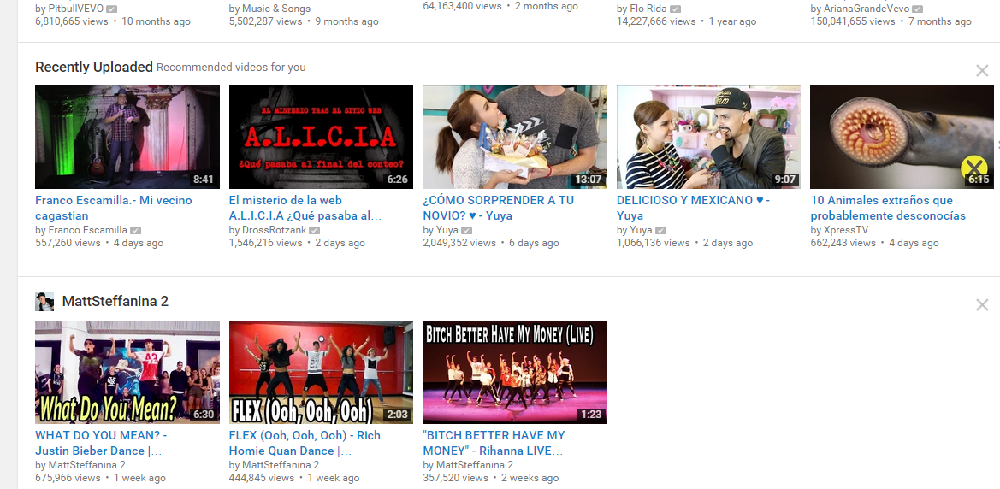 by PitbullVEVO
6,810,665 views • 10 months ago
by Music & Songs
5,502,287 views • 9 months ago
64,163,400 views • 2 months ago
by Flo Rida
14,227,666 views • 1 year ago
by ArianaGrandeVevo
150,041,655 views • 7 months ago
Recently Uploaded Recommended videos for you
8:41
Franco Escamilla.- Mi vecino
cagastian
by Franco Escamilla
557,260 views • 4 days ago
EL MISTERIO TRAS EL SITIO WEB
A.L.I.C.I.A
¿Qué pasaba al final del conteo?
6:26
El misterio de la web
A.L.I.C.I.A ¿Qué pasaba al...
by DrossRotzank
1,546,216 views • 2 days ago
13:07
¿CÓMO SORPRENDER A TU
NOVIO? ♥ - Yuya
by Yuya
2,049,352 views • 6 days ago
9:07
DELICIOSO Y MEXICANO ♥ -
Yuya
by Yuya
1,066,136 views • 2 days ago
6:15
10 Animales extraños que
probablemente desconocías
by XpressTV
662,243 views • 4 days ago
MattSteffanina 2
What Do You Mean?
6:30
WHAT DO YOU MEAN? -
Justin Bieber Dance |...
by MattSteffanina 2
675,966 views • 1 week ago
FLEX (Ooh, Ooh, Ooh)
2:03
FLEX (Ooh, Ooh, Ooh) - Rich
Homie Quan Dance |...
by MattSteffanina 2
444,845 views • 1 week ago
BITCH BETTER HAVE MY MONEY (LIVE)
1:23
"BITCH BETTER HAVE MY
MONEY" - Rihanna LIVE...
by MattSteffanina 2
357,520 views • 2 weeks ago